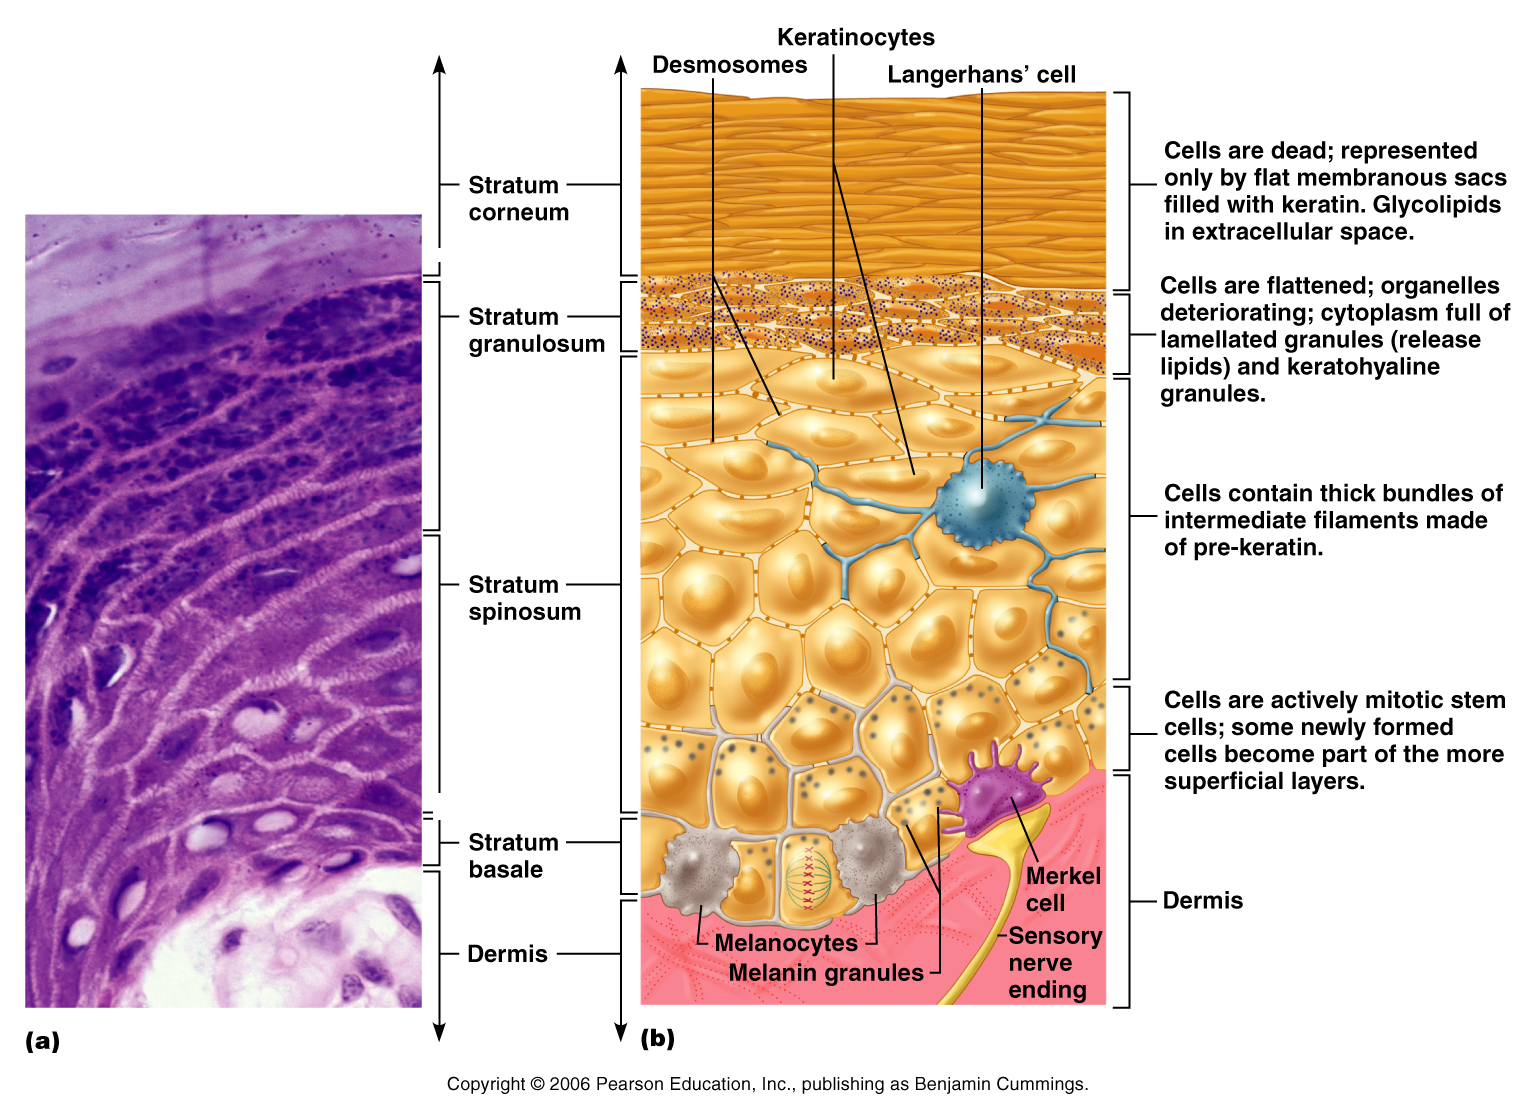 Keratinocytes
Desmosomes
Langerhans’ cell
Stratum
corneum
Stratum
granulosum
Stratum
spinosum
Stratum
basale
Dermis
Cells are dead; represented
only by flat membranous sacs
filled with keratin. Glycolipids
in extracellular space.
Cells are flattened; organelles
deteriorating; cytoplasm full of
lamellated granules (release
lipids) and keratohyaline
granules.
Cells contain thick bundles of
intermediate filaments made
of pre-keratin.
Cells are actively mitotic stem
cells; some newly formed
cells become part of the more
superficial layers.
Merkel
cell
Dermis
Melanocytes
Melanin granules
Sensory
nerve
ending
(a)
(b)
Copyright © 2006 Pearson Education, Inc., publishing as Benjamin Cummings.